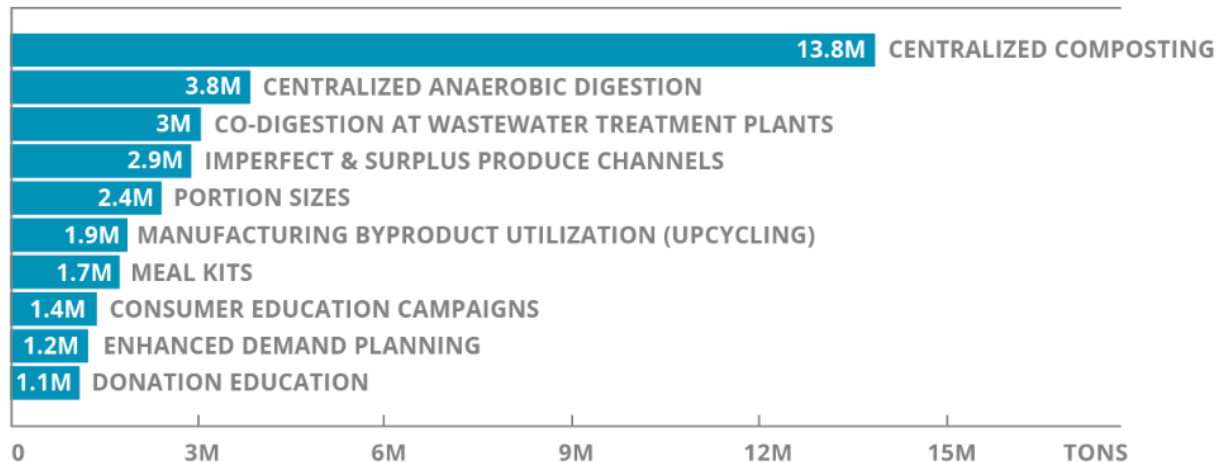 13.8M CENTRALIZED COMPOSTING
3.8M CENTRALIZED ANAEROBIC DIGESTION
3M CO-DIGESTION AT WASTEWATER TREATMENT PLANTS
2.9M IMPERFECT & SURPLUS PRODUCE CHANNELS
2.4M PORTION SIZES
1.9M MANUFACTURING BYPRODUCT UTILIZATION (UPCYCLING)
1.7M MEAL KITS
1.4M CONSUMER EDUCATION CAMPAIGNS
1.2M ENHANCED DEMAND PLANNING
1.1M DONATION EDUCATION
0 3M 6M 9M 12M 15M TONS